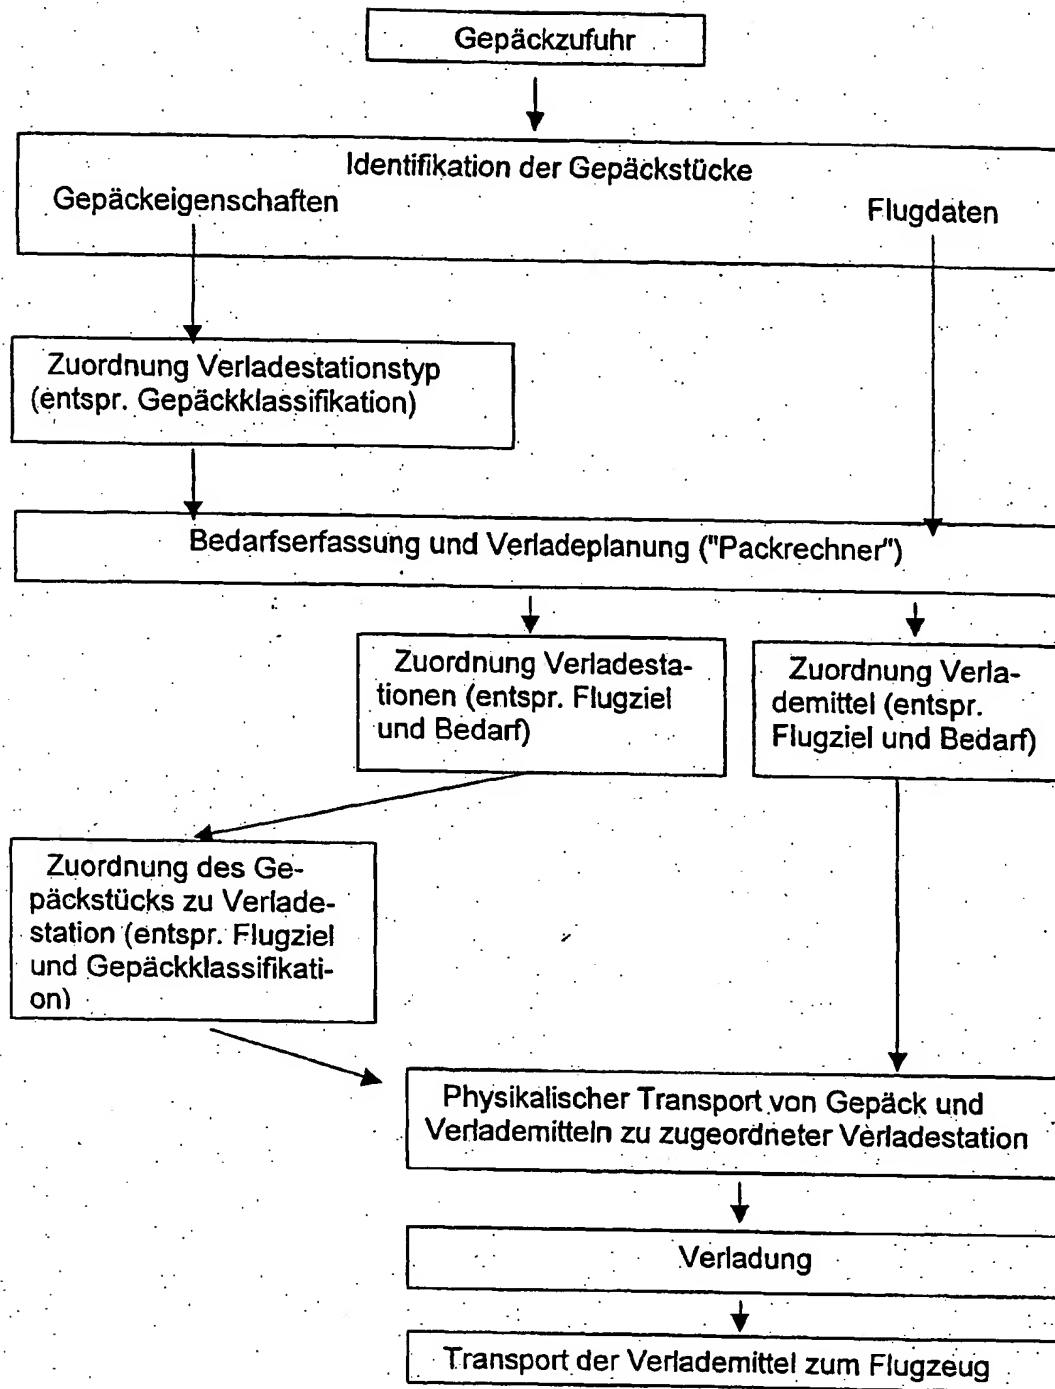 Gepäckzufuhr
Identifikation der Gepäckstücke
Gepäckeigenschaften
Flugdaten
Zuordnung Verladestationstyp
(entspr. Gepäckklassifikation)
Bedarfserfassung und Verladeplanung ("Packrechner")
Zuordnung Verladesta-
tionen (entspr. Flugziel
und Bedarf)
Zuordnung Verla-
demittel (entspr.
Flugziel und Bedarf)
Zuordnung des Ge-
päckstücks zu Verlade-
station (entspr. Flugziel
und Gepäckklassifikati-
on)
Physikalischer Transport von Gepäck und
Verlademitteln zu zugeordneter Verladestation
Verladung
Transport der Verlademittel zum Flugzeug